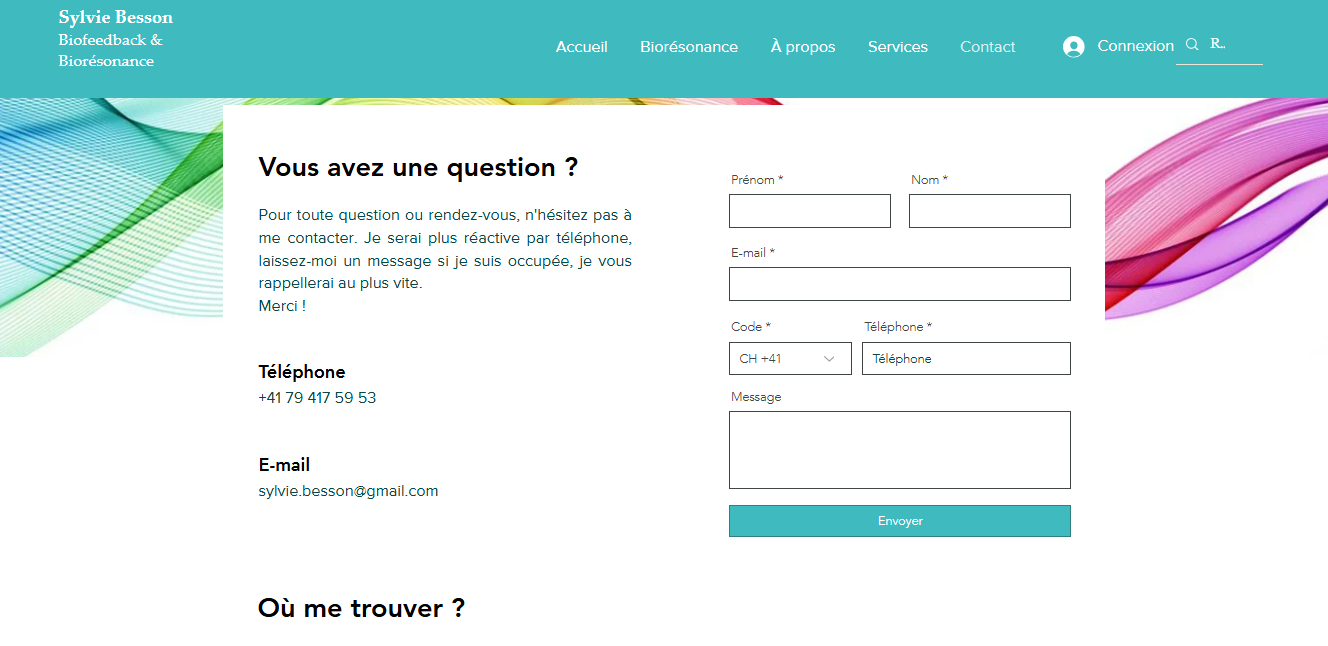 Sylvie Besson
Biofeedback &
Biorésonance
Accueil
Biorésonance
À propos
Services
Contact
Connexion
R..
Vous avez une question ?
Pour toute question ou rendez-vous, n'hésitez pas à
me contacter. Je serai plus réactive par téléphone,
laissez-moi un message si je suis occupée, je vous
rappellerai au plus vite.
Merci !
Téléphone
+41 79 417 59 53
E-mail
sylvie.besson@gmail.com
Prénom *
Nom *
E-mail *
Code *
Téléphone *
CH +41
Téléphone
Message
Envoyer
Où me trouver ?